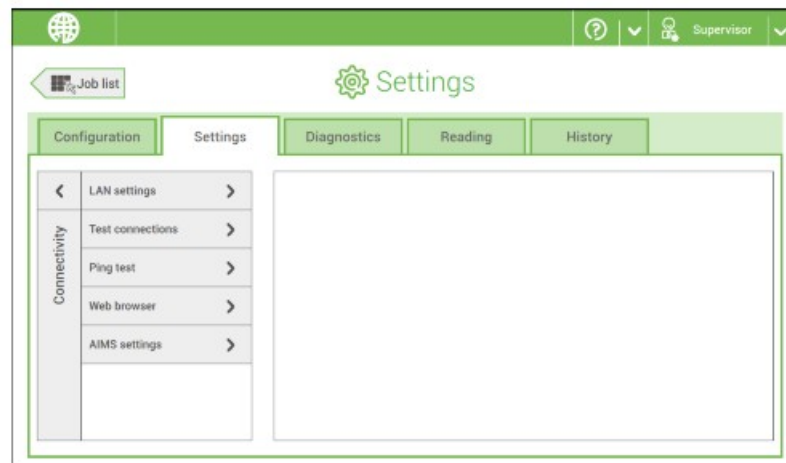 Supervisor
Job list
Settings
Configuration Settings Diagnostics Reading History
Connectivity
LAN settings
Test connections
Ping test
Web browser
AIMS settings